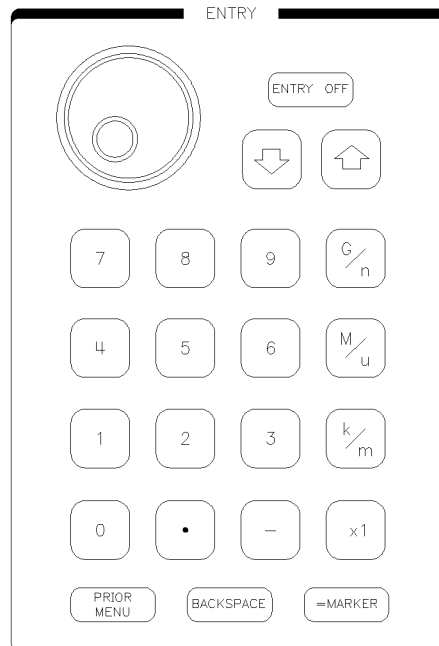 ENTRY
ENTRY OFF
7 8 9 G/n
4 5 6 M/u
1 2 3 k/m
0 • − x1
PRIOR
MENU
BACKSPACE
=MARKER